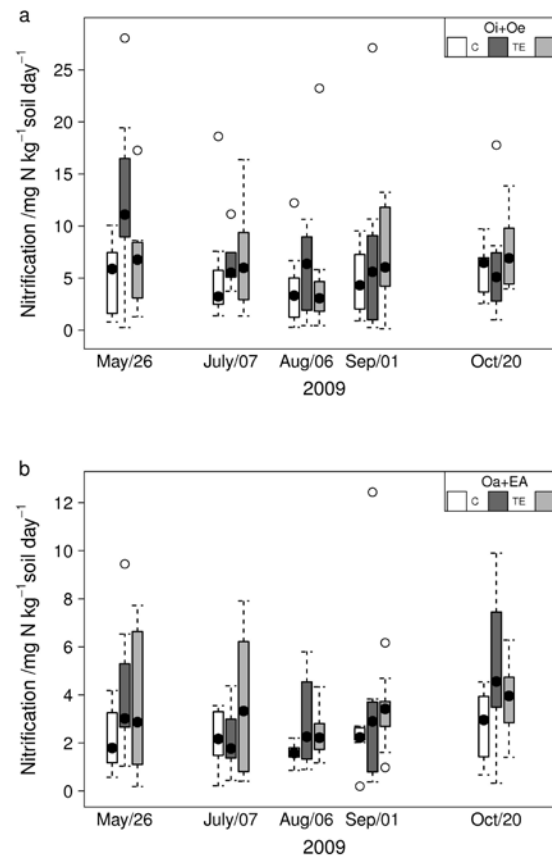 a
Oi+Oe
C TE
Nitrification /mg N kg⁻¹soil day⁻¹
25
20
15
10
5
0
May/26 July/07 Aug/06 Sep/01 Oct/20
2009
b
Oa+EA
C TE
Nitrification /mg N kg⁻¹soil day⁻¹
12
10
8
6
4
2
0
May/26 July/07 Aug/06 Sep/01 Oct/20
2009